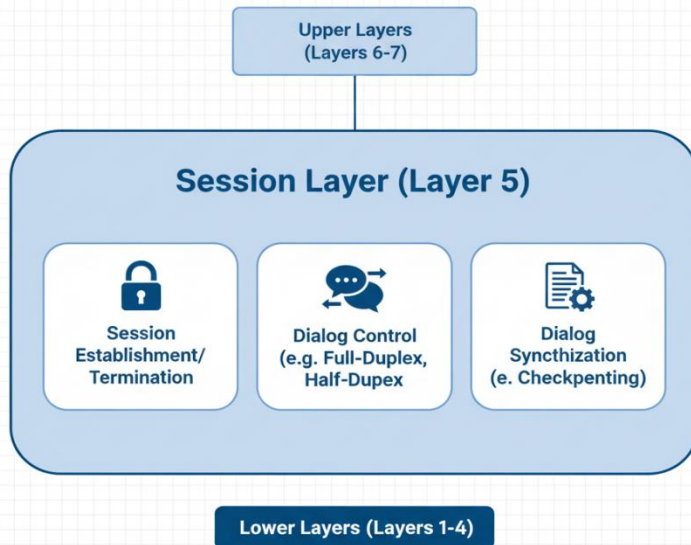 Upper Layers
(Layers 6-7)
Session Layer (Layer 5)
Session
Establishment/
Termination
Dialog Control
(e.g. Full-Duplex,
Half-Dupex
Dialog
Syncthization
(e. Checkpenting)
Lower Layers (Layers 1-4)